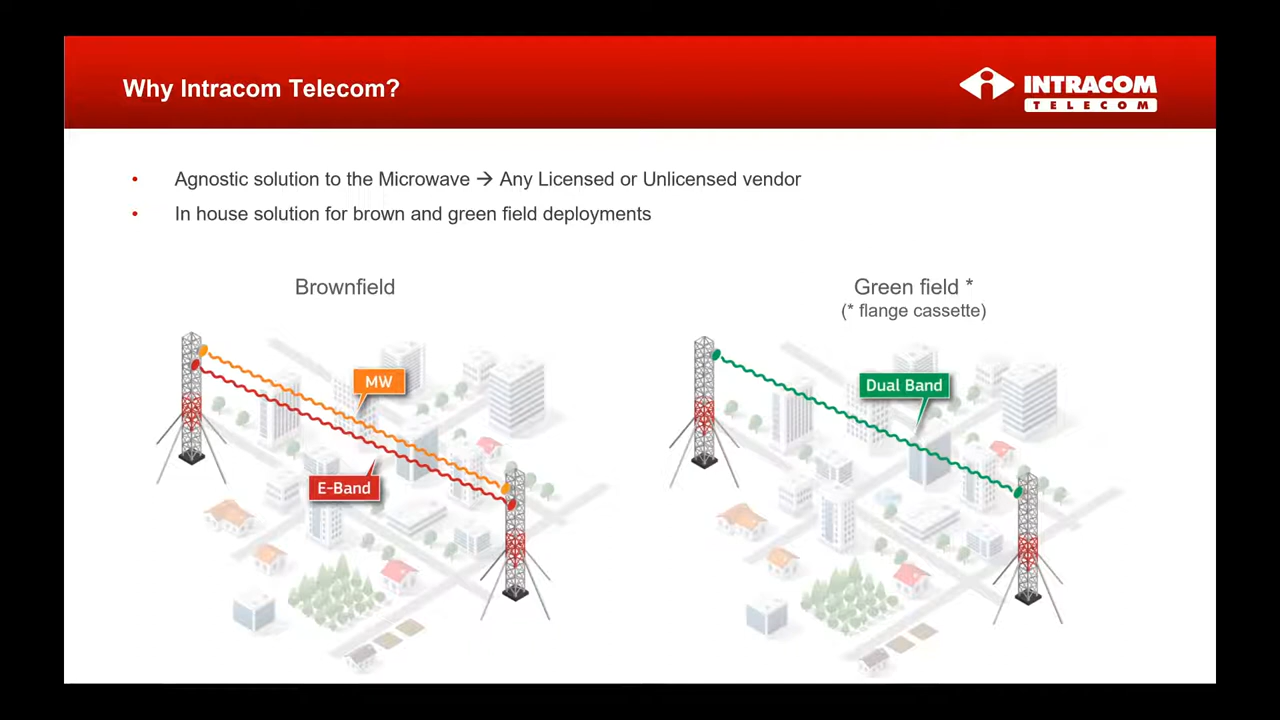 Why Intracom Telecom?
INTRACOM
TELECOM
• Agnostic solution to the Microwave → Any Licensed or Unlicensed vendor
• In house solution for brown and green field deployments
Brownfield
Green field *
(* flange cassette)
MW
E-Band
Dual Band